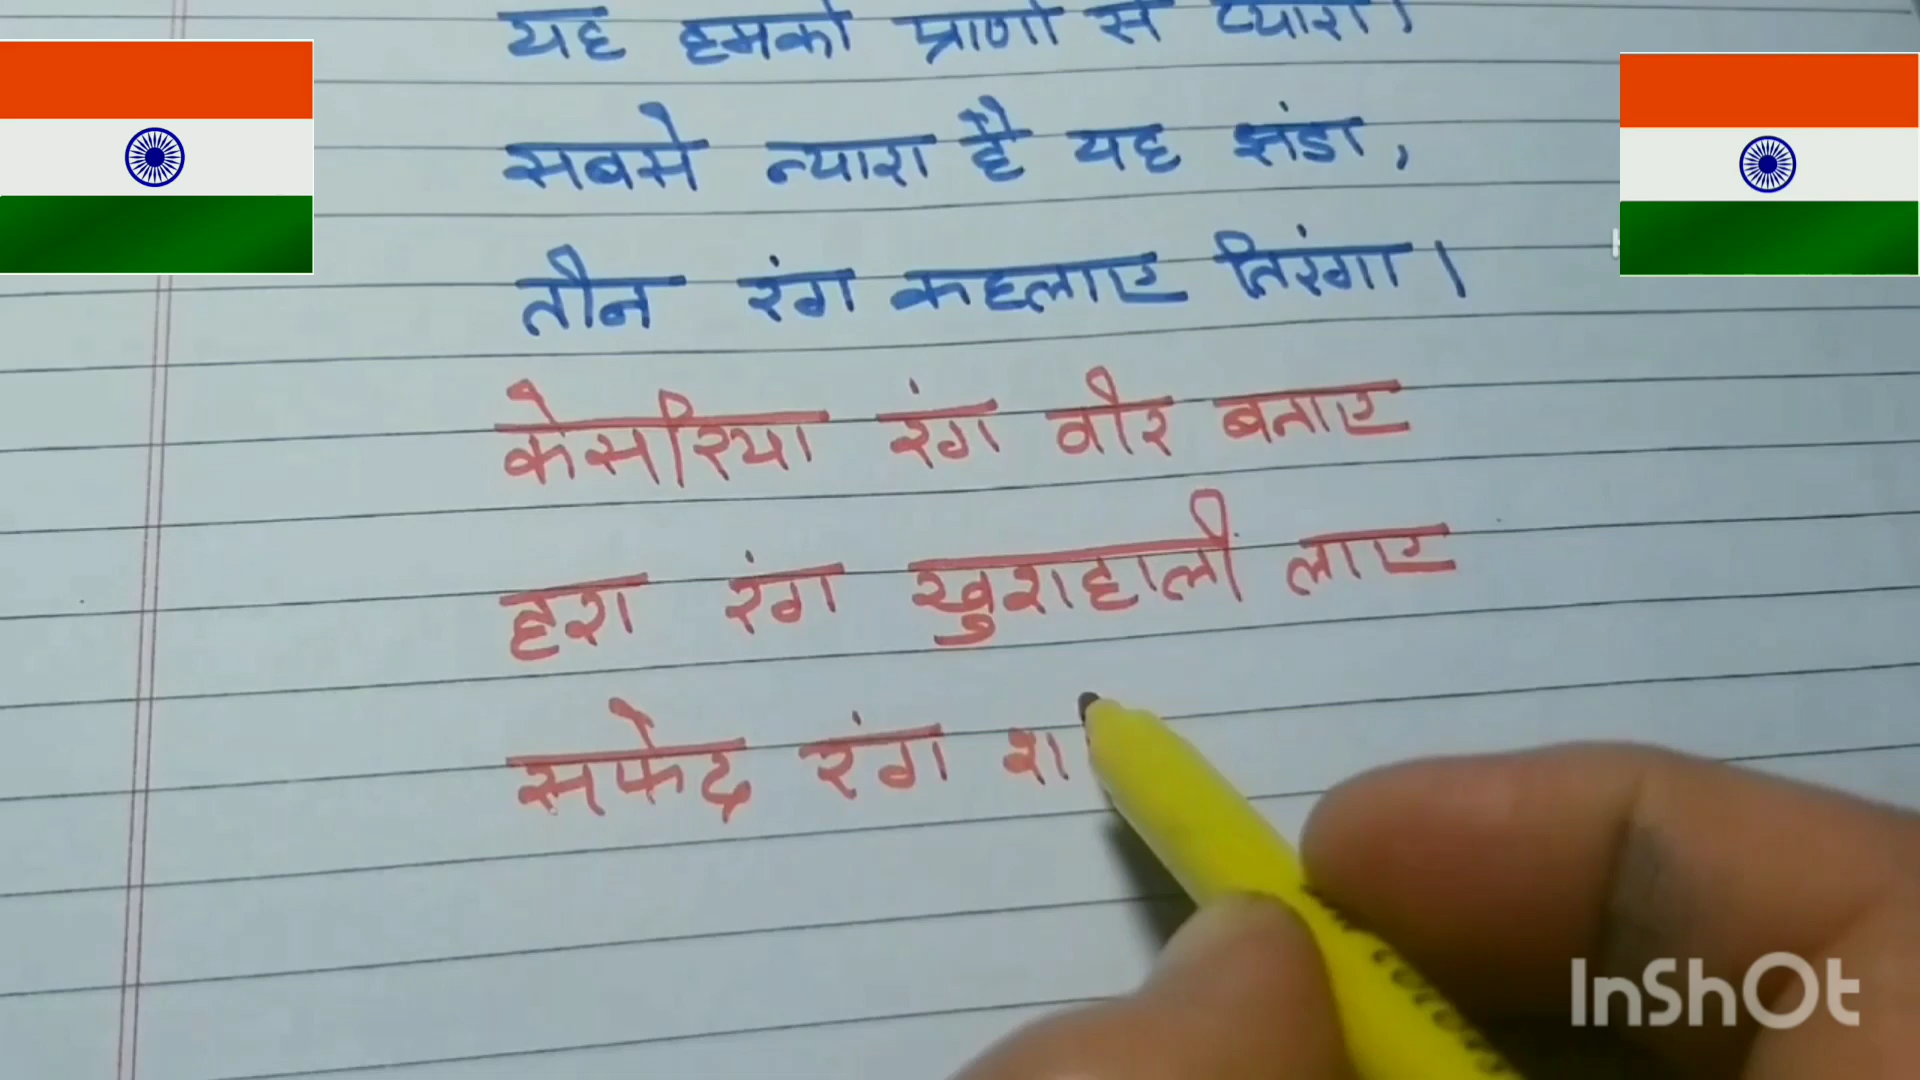 यह हमको प्राणों से प्यारा।
सबसे न्यारा है यह झंडा,
तीन रंग कहलाए तिरंगा।
केसरिया रंग वीर बनाए
हरा रंग खुशहाली लाए
सफेद रंग शा
InShOt